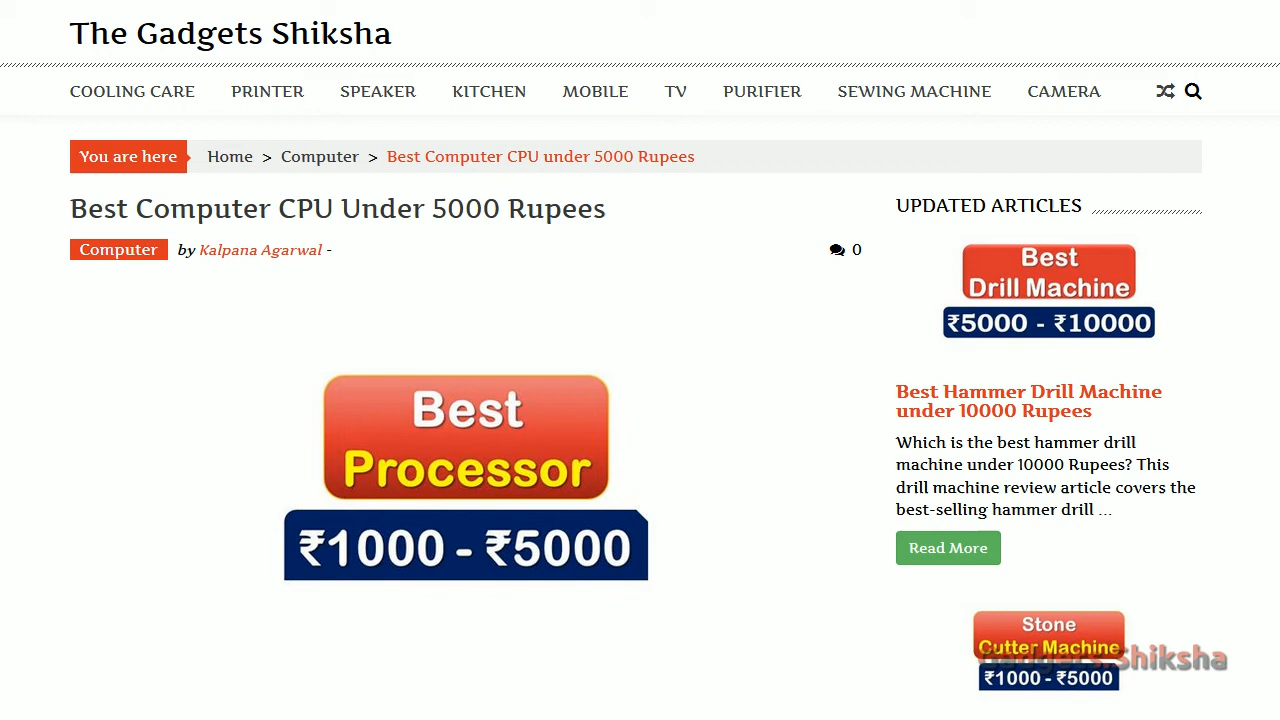 The Gadgets Shiksha
COOLING CARE PRINTER SPEAKER KITCHEN MOBILE TV PURIFIER SEWING MACHINE CAMERA
You are here Home > Computer > Best Computer CPU under 5000 Rupees
Best Computer CPU Under 5000 Rupees
Computer by Kalpana Agarwal - 0
Best
Processor
₹1000 - ₹5000
UPDATED ARTICLES
Best
Drill Machine
₹5000 - ₹10000
Best Hammer Drill Machine
under 10000 Rupees
Which is the best hammer drill
machine under 10000 Rupees? This
drill machine review article covers the
best-selling hammer drill ...
Read More
Stone
Cutter Machine
₹1000 - ₹5000
Gadgets Shiksha